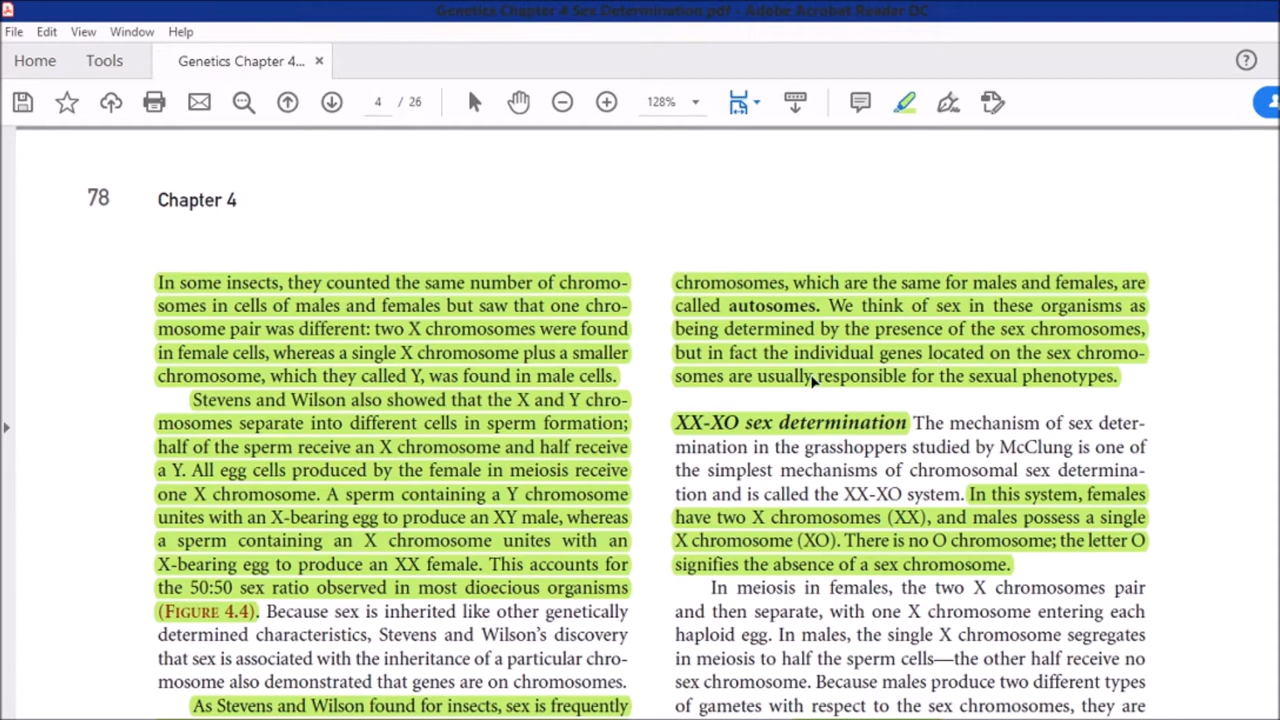 Genetics Chapter 4 Sex Determination.pdf - Adobe Acrobat Reader DC
File Edit View Window Help
Home Tools Genetics Chapter 4... ×
4 / 26 128%
78 Chapter 4
In some insects, they counted the same number of chromo-
somes in cells of males and females but saw that one chro-
mosome pair was different: two X chromosomes were found
in female cells, whereas a single X chromosome plus a smaller
chromosome, which they called Y, was found in male cells.
Stevens and Wilson also showed that the X and Y chro-
mosomes separate into different cells in sperm formation;
half of the sperm receive an X chromosome and half receive
a Y. All egg cells produced by the female in meiosis receive
one X chromosome. A sperm containing a Y chromosome
unites with an X-bearing egg to produce an XY male, whereas
a sperm containing an X chromosome unites with an
X-bearing egg to produce an XX female. This accounts for
the 50:50 sex ratio observed in most dioecious organisms
(FIGURE 4.4). Because sex is inherited like other genetically
determined characteristics, Stevens and Wilson's discovery
that sex is associated with the inheritance of a particular chro-
mosome also demonstrated that genes are on chromosomes.
As Stevens and Wilson found for insects, sex is frequently
chromosomes, which are the same for males and females, are
called autosomes. We think of sex in these organisms as
being determined by the presence of the sex chromosomes,
but in fact the individual genes located on the sex chromo-
somes are usually responsible for the sexual phenotypes.
XX-XO sex determination The mechanism of sex deter-
mination in the grasshoppers studied by McClung is one of
the simplest mechanisms of chromosomal sex determina-
tion and is called the XX-XO system. In this system, females
have two X chromosomes (XX), and males possess a single
X chromosome (XO). There is no O chromosome; the letter O
signifies the absence of a sex chromosome.
In meiosis in females, the two X chromosomes pair
and then separate, with one X chromosome entering each
haploid egg. In males, the single X chromosome segregates
in meiosis to half the sperm cells—the other half receive no
sex chromosome. Because males produce two different types
of gametes with respect to the sex chromosomes, they are